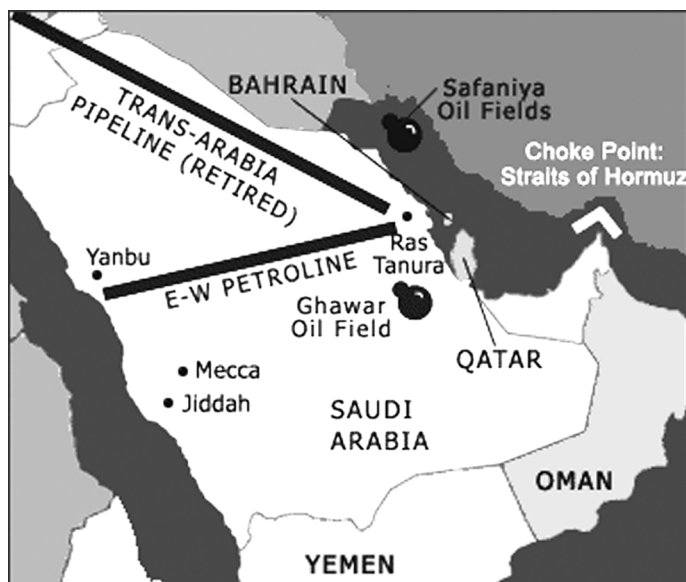 BAHRAIN
Safaniya
Oil Fields
TRANS-ARABIA
PIPELINE (RETIRED)
Choke Point:
Straits of Hormuz
Yanbu
E-W PETROLINE
Ras
Tanura
Ghawar
Oil Field
QATAR
Mecca
Jiddah
SAUDI
ARABIA
OMAN
YEMEN